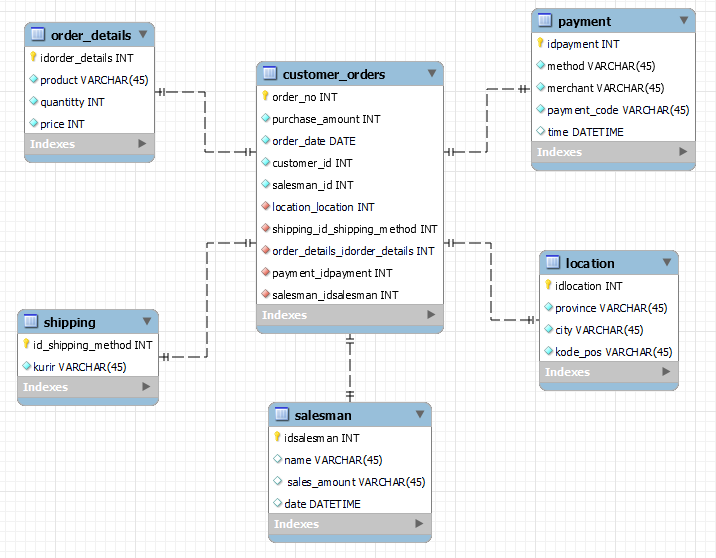 order_details
idorder_details INT
product VARCHAR(45)
quantitty INT
price INT
Indexes
customer_orders
order_no INT
purchase_amount INT
order_date DATE
customer_id INT
salesman_id INT
location_location INT
shipping_id_shipping_method INT
order_details_idorder_details INT
payment_idpayment INT
salesman_idsalesman INT
Indexes
payment
idpayment INT
method VARCHAR(45)
merchant VARCHAR(45)
payment_code VARCHAR(45)
time DATETIME
Indexes
shipping
id_shipping_method INT
kurir VARCHAR(45)
Indexes
location
idlocation INT
province VARCHAR(45)
city VARCHAR(45)
kode_pos VARCHAR(45)
Indexes
salesman
idsalesman INT
name VARCHAR(45)
sales_amount VARCHAR(45)
date DATETIME
Indexes